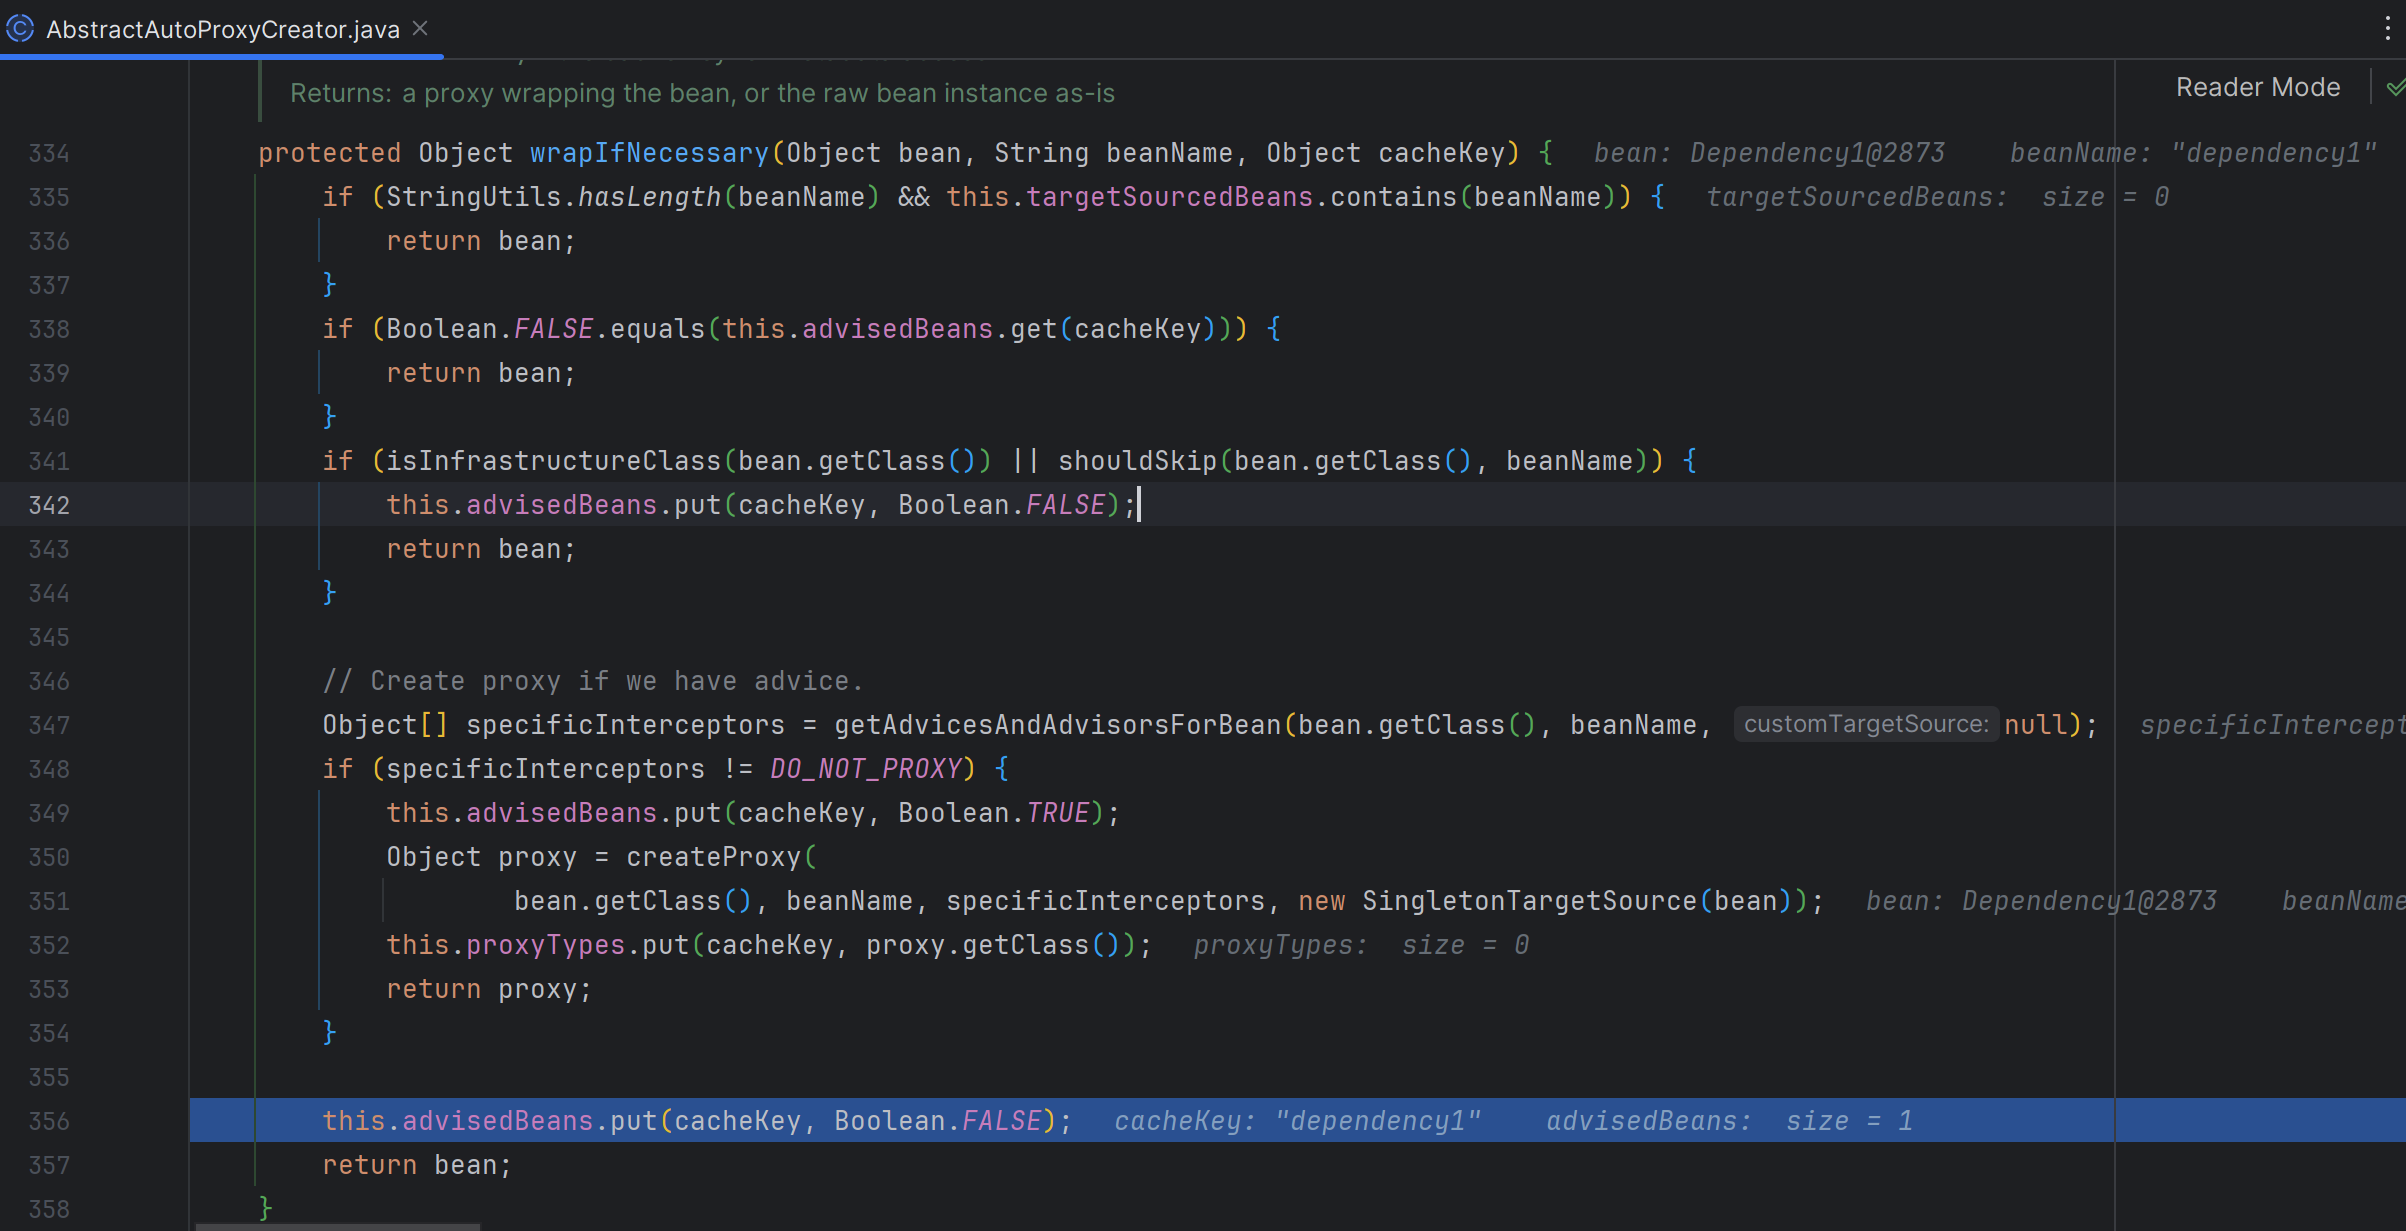 AbstractAutoProxyCreator.java
Returns: a proxy wrapping the bean, or the raw bean instance as-is
Reader Mode
334 protected Object wrapIfNecessary(Object bean, String beanName, Object cacheKey) { bean: Dependency1@2873 beanName: "dependency1"
335 if (StringUtils.hasLength(beanName) && this.targetSourcedBeans.contains(beanName)) { targetSourcedBeans: size = 0
336 return bean;
337 }
338 if (Boolean.FALSE.equals(this.advisedBeans.get(cacheKey))) {
339 return bean;
340 }
341 if (isInfrastructureClass(bean.getClass()) || shouldSkip(bean.getClass(), beanName)) {
342 this.advisedBeans.put(cacheKey, Boolean.FALSE);
343 return bean;
344 }
345
346 // Create proxy if we have advice.
347 Object[] specificInterceptors = getAdvicesAndAdvisorsForBean(bean.getClass(), beanName, customTargetSource: null); specificIntercept
348 if (specificInterceptors != DO_NOT_PROXY) {
349 this.advisedBeans.put(cacheKey, Boolean.TRUE);
350 Object proxy = createProxy(
351 bean.getClass(), beanName, specificInterceptors, new SingletonTargetSource(bean)); bean: Dependency1@2873 beanName
352 this.proxyTypes.put(cacheKey, proxy.getClass()); proxyTypes: size = 0
353 return proxy;
354 }
355
356 this.advisedBeans.put(cacheKey, Boolean.FALSE); cacheKey: "dependency1" advisedBeans: size = 1
357 return bean;
358 }